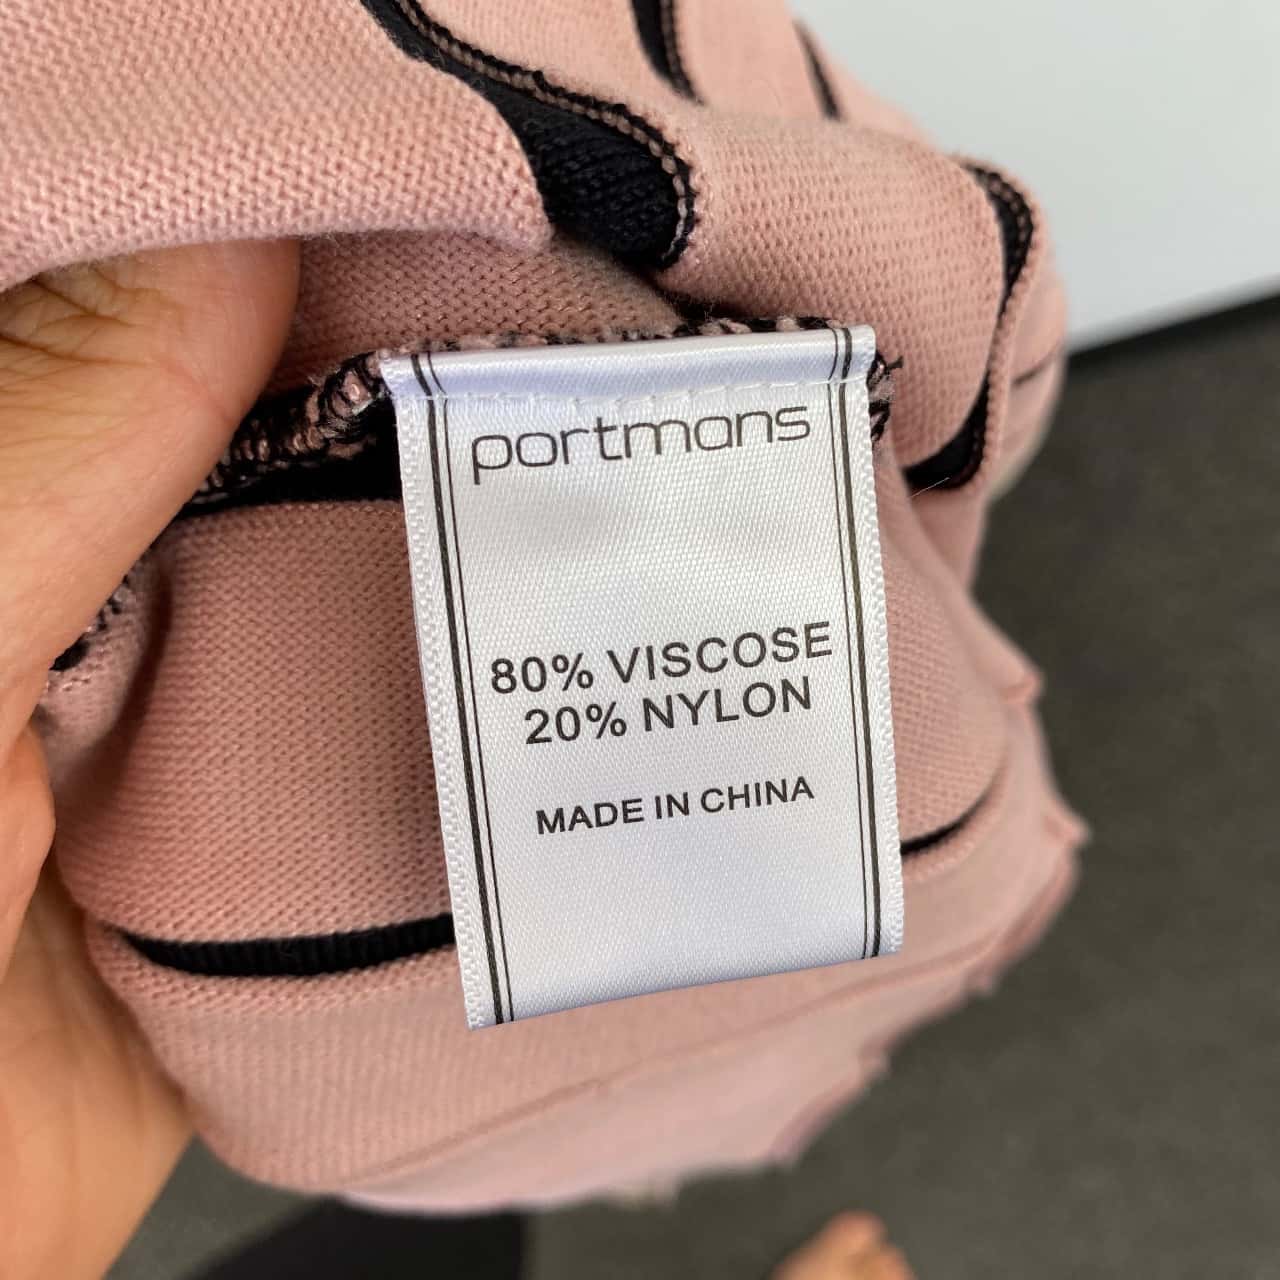 portmans
80% VISCOSE
20% NYLON
MADE IN CHINA